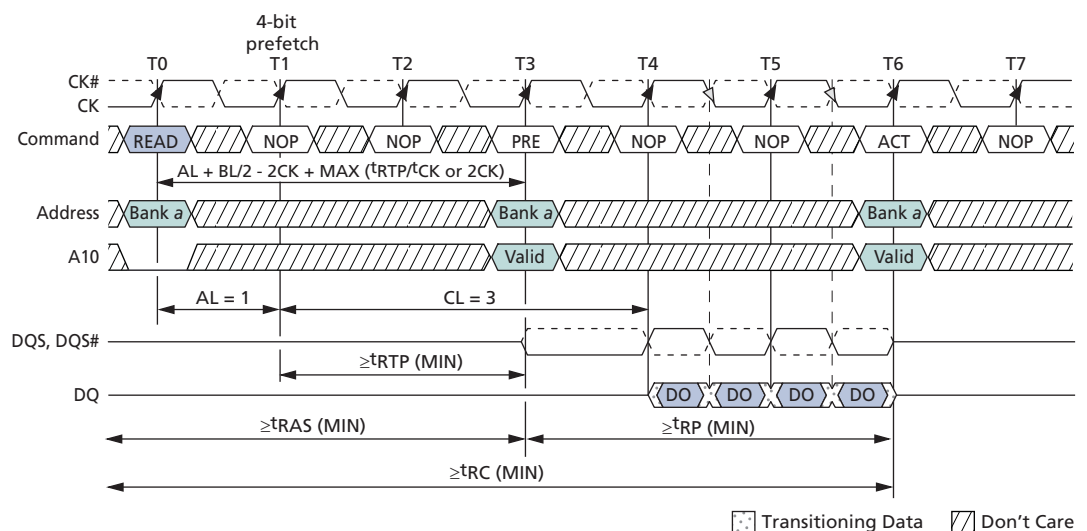 4-bit
prefetch
T0 T1 T2 T3 T4 T5 T6 T7
CK#
CK
Command READ NOP NOP PRE NOP NOP ACT NOP
AL + BL/2 - 2CK + MAX (tRTP/tCK or 2CK)
Address Bank a Bank a Bank a
A10 Valid Valid
AL = 1 CL = 3
DQS, DQS#
≥tRTP (MIN)
DQ DO DO DO DO
≥tRAS (MIN) ≥tRP (MIN)
≥tRC (MIN)
Transitioning Data Don't Care